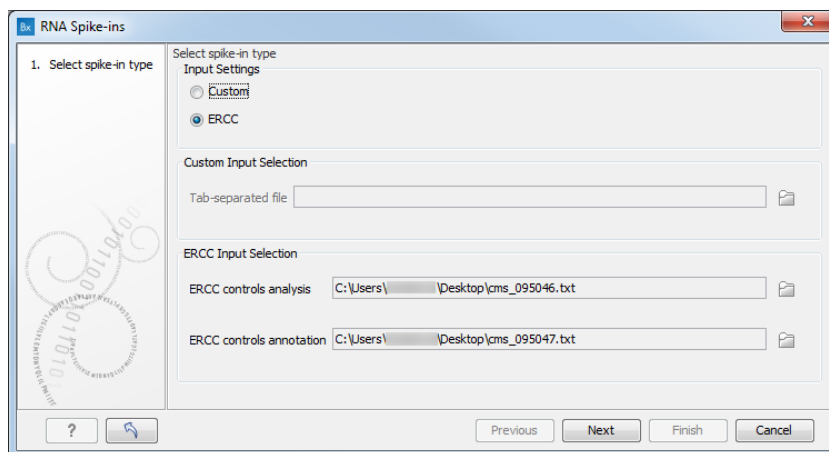 Bx RNA Spike-ins
1. Select spike-in type
Select spike-in type
Input Settings
Custom
ERCC
Custom Input Selection
Tab-separated file
ERCC Input Selection
ERCC controls analysis C:\Users\ \Desktop\cms_095046.txt
ERCC controls annotation C:\Users\ \Desktop\cms_095047.txt
? Previous Next Finish Cancel